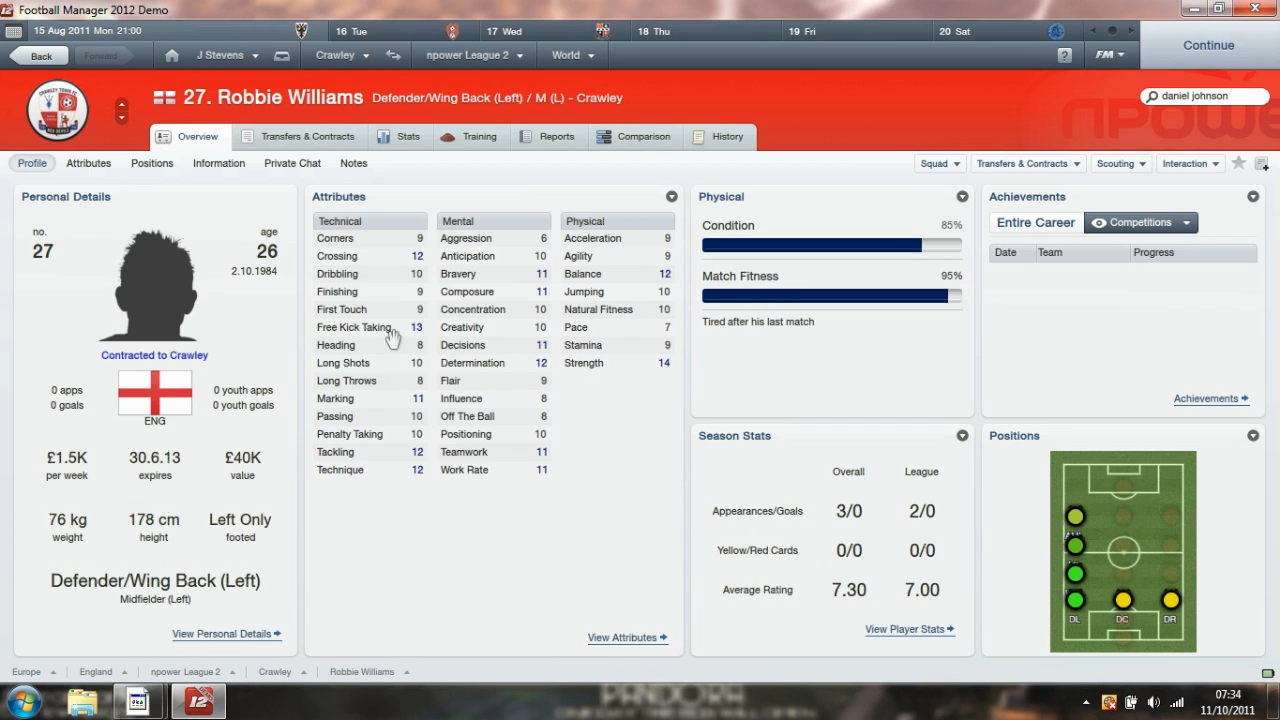 Football Manager 2012 Demo
15 Aug 2011 Mon 21:00 16 Tue 17 Wed 18 Thu 19 Fri 20 Sat
Back Forward J Stevens Crawley npower League 2 World ? FM Continue
27. Robbie Williams Defender/Wing Back (Left) / M (L) - Crawley daniel johnson
Overview Transfers & Contracts Stats Training Reports Comparison History
Profile Attributes Positions Information Private Chat Notes Squad Transfers & Contracts Scouting Interaction
Personal Details
no. age
27 26
2.10.1984
Contracted to Crawley
0 apps 0 youth apps
0 goals 0 youth goals
ENG
£1.5K 30.6.13 £40K
per week expires value
76 kg 178 cm Left Only
weight height footed
Defender/Wing Back (Left)
Midfielder (Left)
View Personal Details
Attributes
Technical Mental Physical
Corners 9 Aggression 6 Acceleration 9
Crossing 12 Anticipation 10 Agility 9
Dribbling 10 Bravery 11 Balance 12
Finishing 9 Composure 11 Jumping 10
First Touch 9 Concentration 10 Natural Fitness 10
Free Kick Taking 13 Creativity 10 Pace 7
Heading 8 Decisions 11 Stamina 9
Long Shots 10 Determination 12 Strength 14
Long Throws 8 Flair 9
Marking 11 Influence 8
Passing 10 Off The Ball 8
Penalty Taking 10 Positioning 10
Tackling 12 Teamwork 11
Technique 12 Work Rate 11
View Attributes
Physical
Condition 85%
Match Fitness 95%
Tired after his last match
Season Stats
Overall League
Appearances/Goals 3/0 2/0
Yellow/Red Cards 0/0 0/0
Average Rating 7.30 7.00
View Player Stats
Achievements
Entire Career Competitions
Date Team Progress
Achievements
Positions
DL DC DR
Europe England npower League 2 Crawley Robbie Williams
07:34
11/10/2011